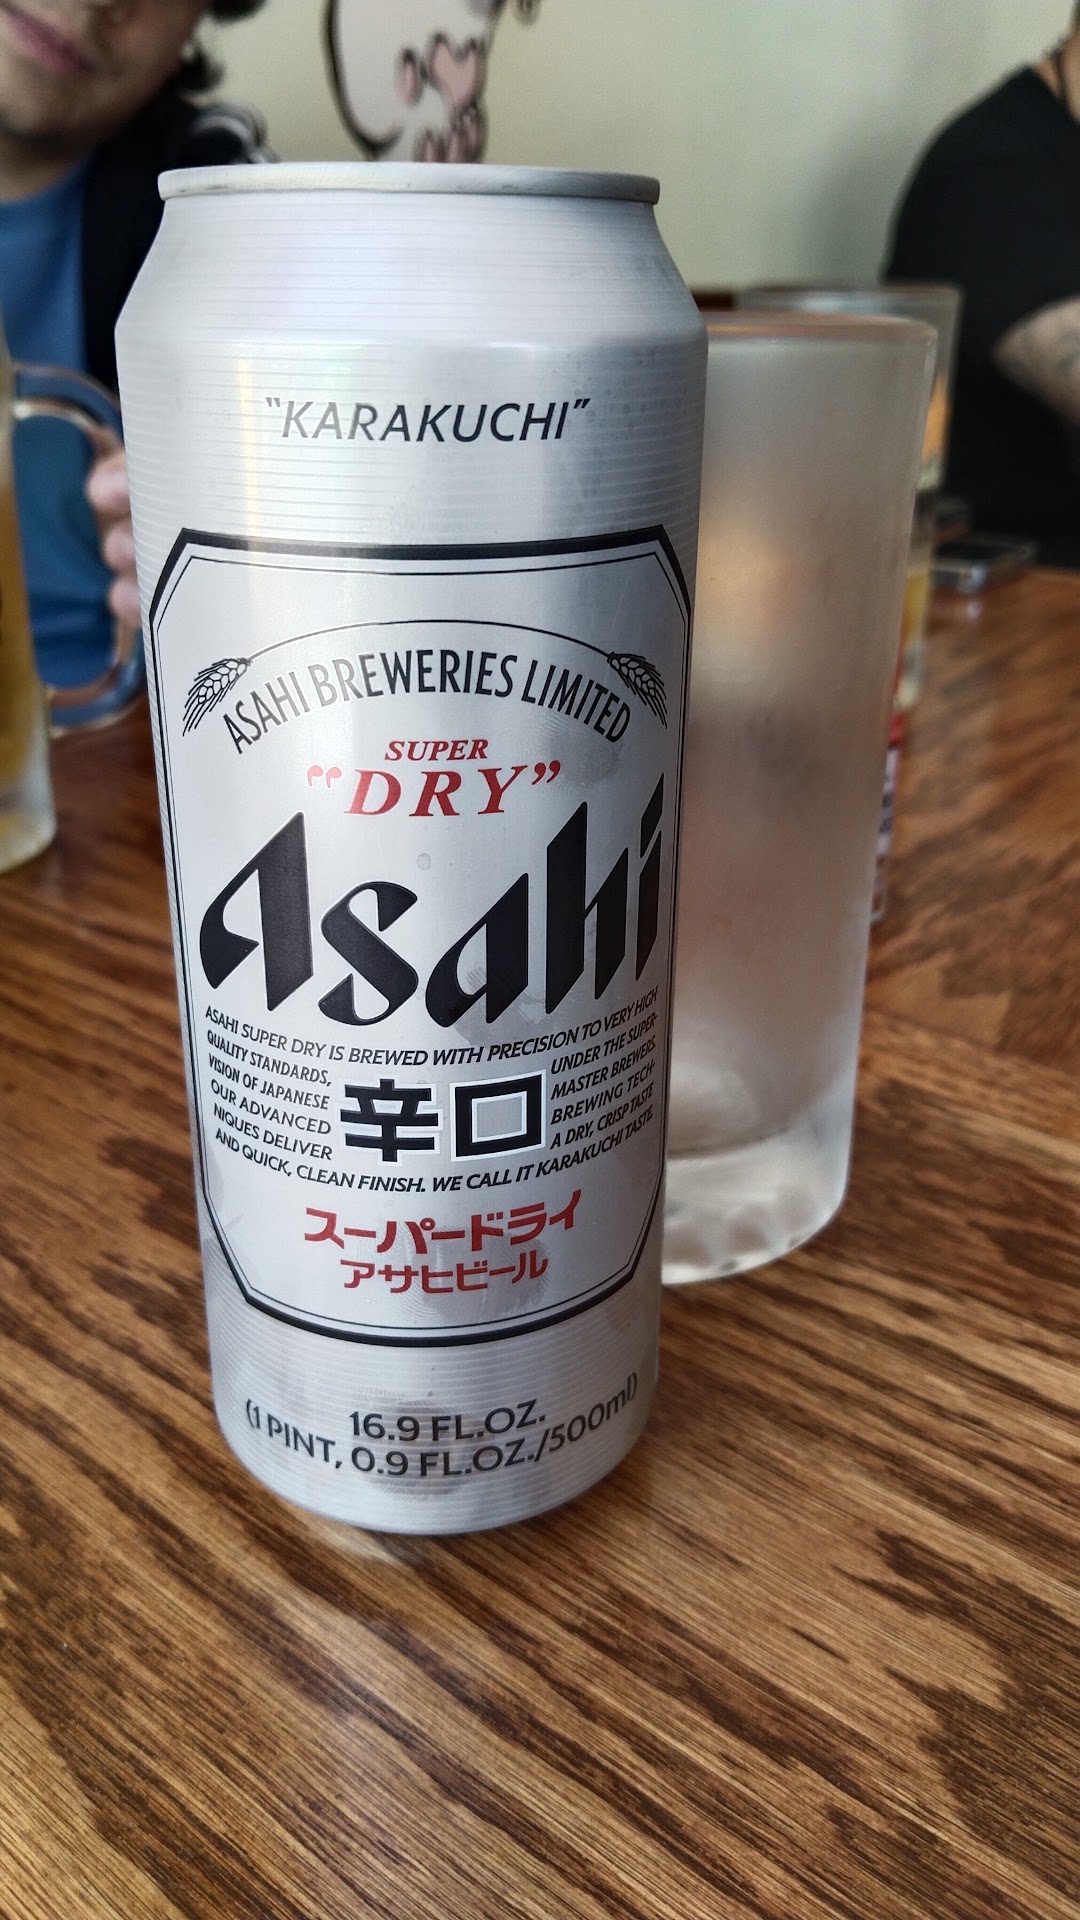 "KARAKUCHI"
ASAHI BREWERIES LIMITED
SUPER
"DRY"
Asahi
ASAHI SUPER DRY IS BREWED WITH PRECISION TO VERY HIGH
QUALITY STANDARDS, UNDER THE SUPER-
VISION OF JAPANESE MASTER BREWERS.
OUR ADVANCED BREWING TECH-
NIQUES DELIVER A DRY, CRISP TASTE
AND QUICK, CLEAN FINISH. WE CALL IT KARAKUCHI TASTE.
辛口
スーパードライ
アサヒビール
16.9 FL.OZ.
(1 PINT, 0.9 FL.OZ./500ml)